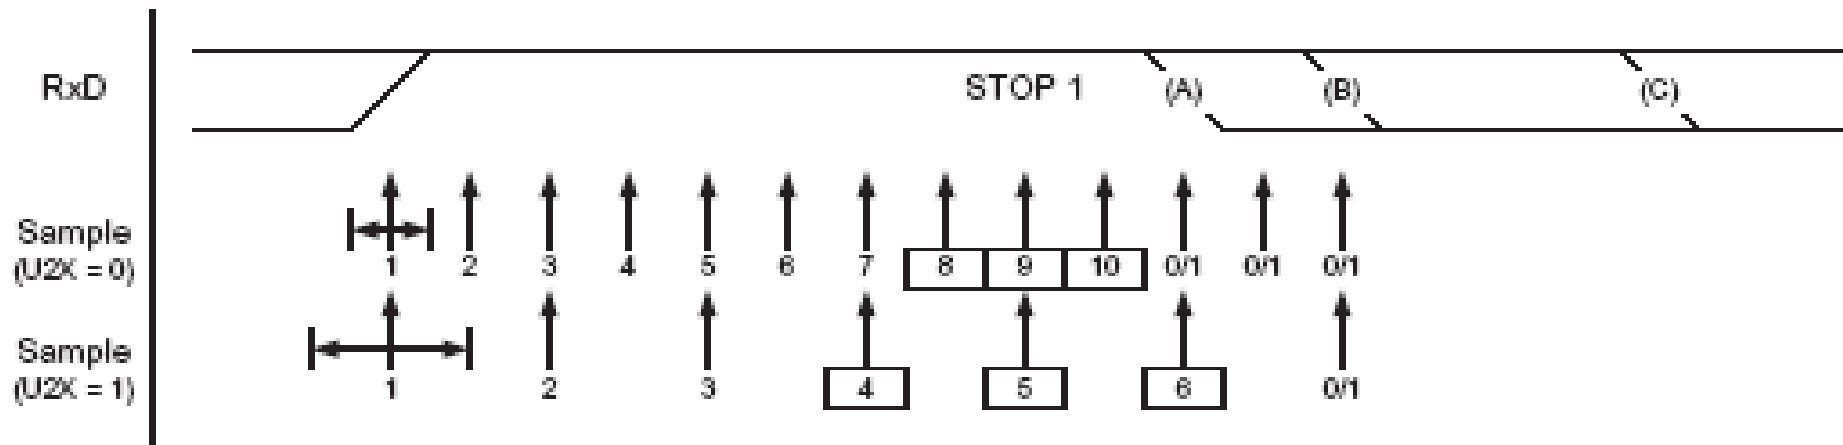 RxD STOP 1 (A) (B) (C)
Sample
(U2X = 0) 1 2 3 4 5 6 7 8 9 10 0/1 0/1 0/1
Sample
(U2X = 1) 1 2 3 4 5 6 0/1